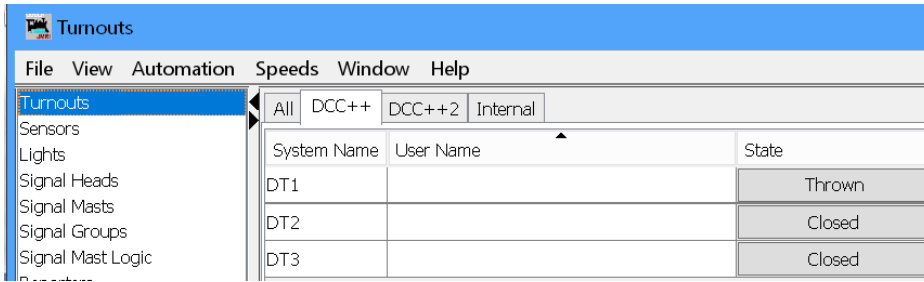 Turnouts
File View Automation Speeds Window Help
Turnouts
Sensors
Lights
Signal Heads
Signal Masts
Signal Groups
Signal Mast Logic
All DCC++ DCC++2 Internal
System Name User Name State
DT1 Thrown
DT2 Closed
DT3 Closed